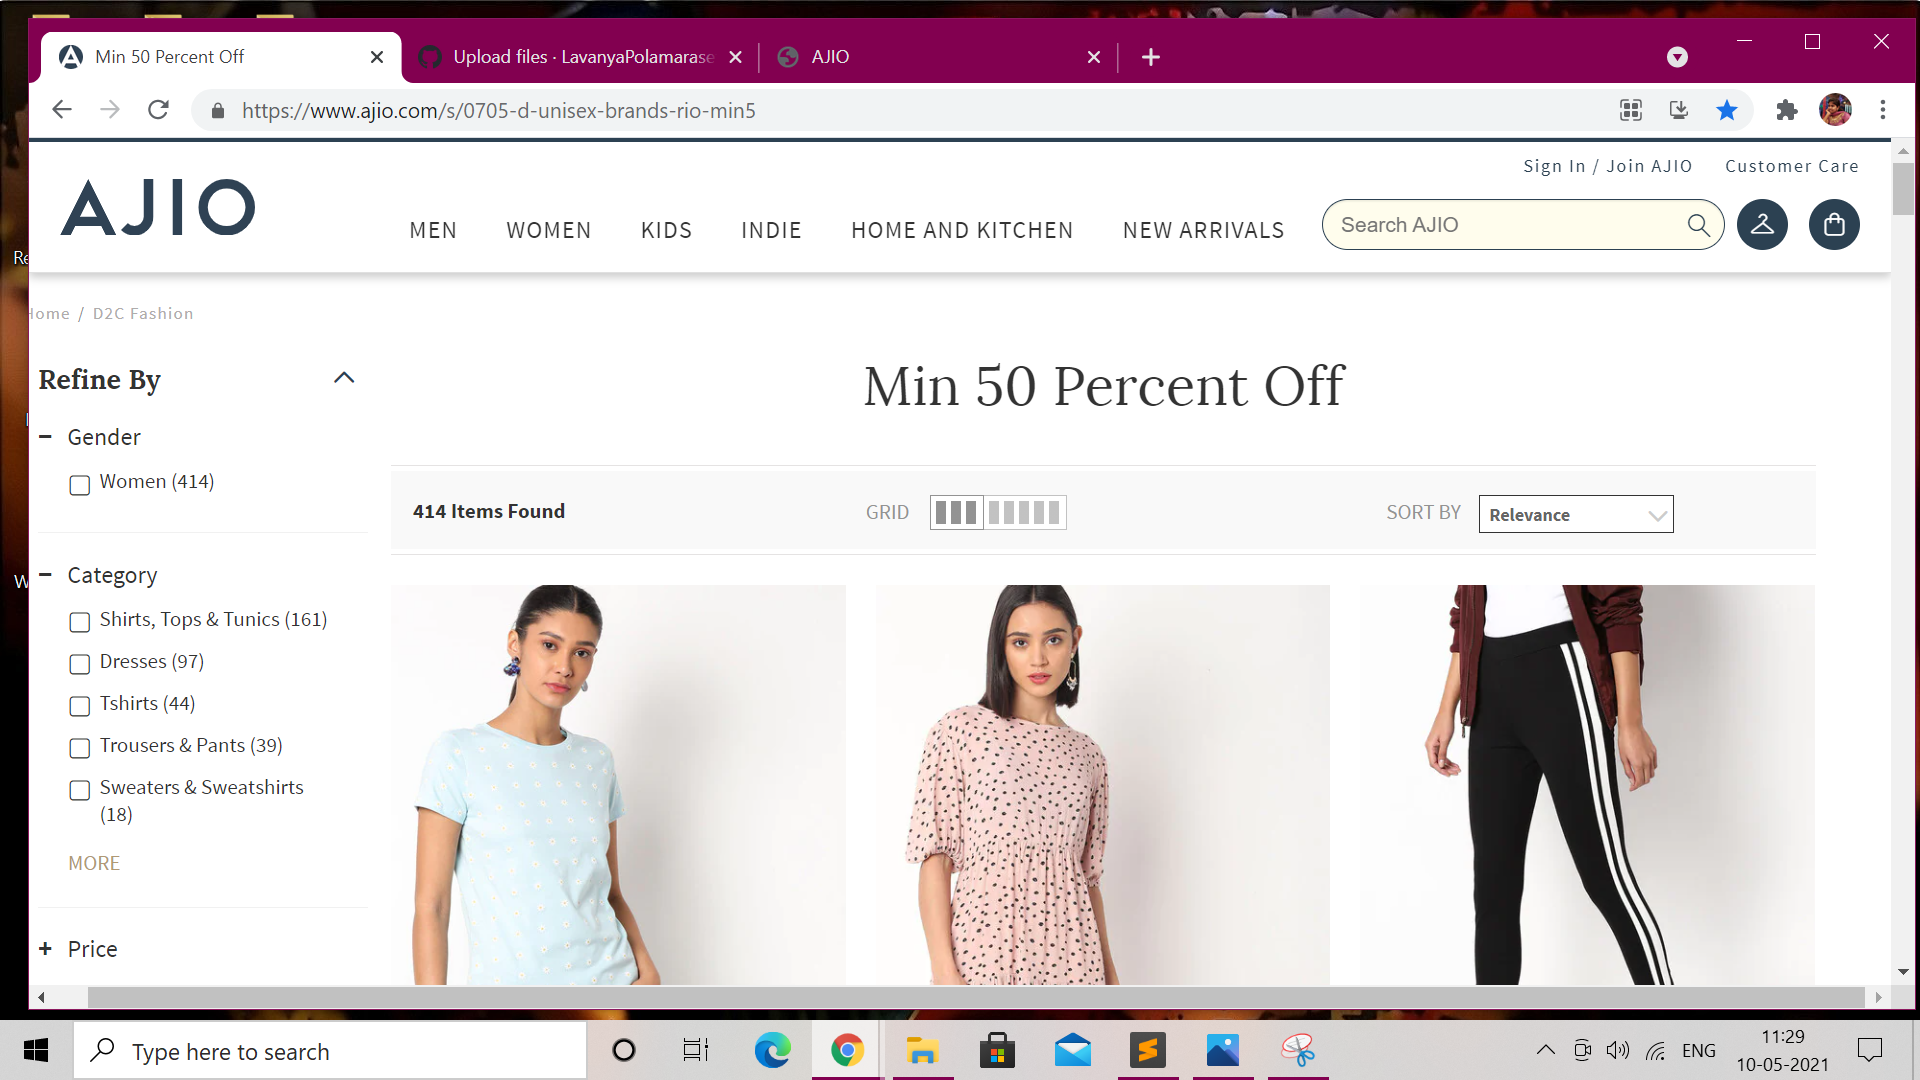 Min 50 Percent Off
Upload files · LavanyaPolamarase
AJIO
https://www.ajio.com/s/0705-d-unisex-brands-rio-min5
Sign In / Join AJIO
Customer Care
AJIO
MEN
WOMEN
KIDS
INDIE
HOME AND KITCHEN
NEW ARRIVALS
Search AJIO
Home / D2C Fashion
Refine By
Min 50 Percent Off
Gender
Women (414)
414 Items Found
GRID
SORT BY
Relevance
Category
Shirts, Tops & Tunics (161)
Dresses (97)
Tshirts (44)
Trousers & Pants (39)
Sweaters & Sweatshirts
(18)
MORE
Price
Type here to search
ENG
11:29
10-05-2021